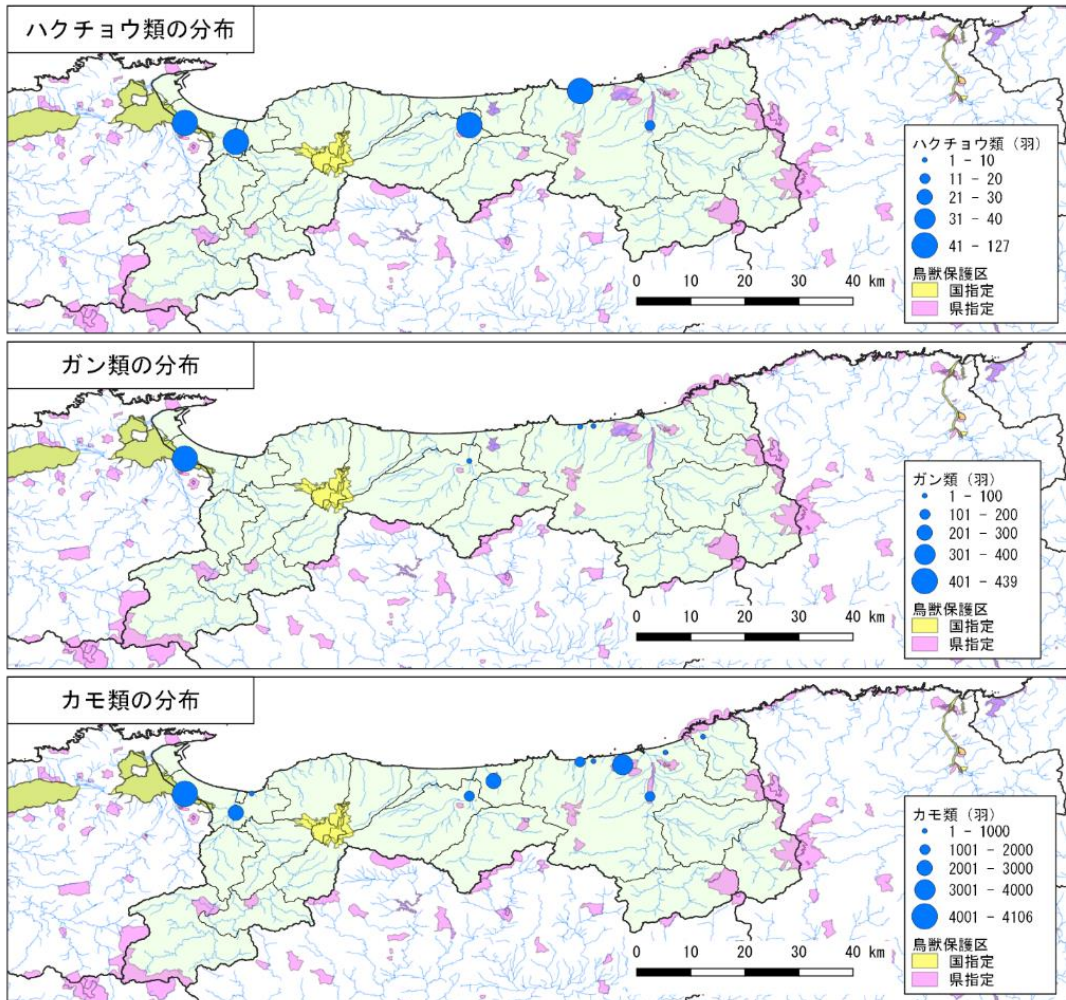 ハクチョウ類の分布
ハクチョウ類（羽）
1 - 10
11 - 20
21 - 30
31 - 40
41 - 127
鳥獣保護区
国指定
県指定
0 10 20 30 40 km
ガン類の分布
ガン類（羽）
1 - 100
101 - 200
201 - 300
301 - 400
401 - 439
鳥獣保護区
国指定
県指定
0 10 20 30 40 km
カモ類の分布
カモ類（羽）
1 - 1000
1001 - 2000
2001 - 3000
3001 - 4000
4001 - 4106
鳥獣保護区
国指定
県指定
0 10 20 30 40 km